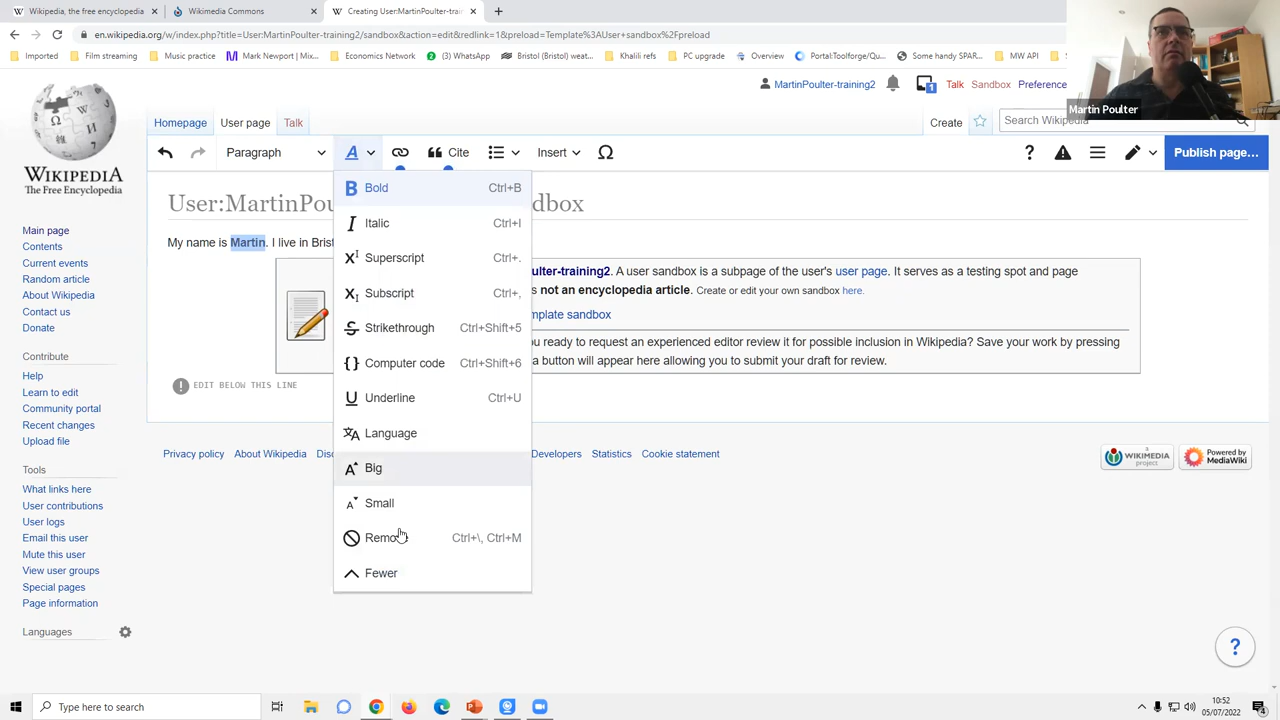 Wikipedia, the free encyclopedia
Wikimedia Commons
Creating User:MartinPoulter-train
en.wikipedia.org/w/index.php?title=User:MartinPoulter-training2/sandbox&action=edit&redlink=1&preload=Template%3AUser+sandbox%2Fpreload
Imported
Film streaming
Music practice
Mark Newport | Mix...
Economics Network
(3) WhatsApp
Bristol (Bristol) weat...
Khalili refs
PC upgrade
Overview
Portal:Toolforge/Qu...
Some handy SPAR...
MW API
MartinPoulter-training2
1
Talk
Sandbox
Preference
Martin Poulter
Homepage
User page
Talk
Create
Search Wikipedia
Paragraph
A
Cite
Insert
Ω
?
Publish page...
WIKIPEDIA
The Free Encyclopedia
Main page
Contents
Current events
Random article
About Wikipedia
Contact us
Donate
Contribute
Help
Learn to edit
Community portal
Recent changes
Upload file
Tools
What links here
User contributions
User logs
Email this user
Mute this user
View user groups
Special pages
Page information
Languages
User:MartinPou
dbox
My name is Martin. I live in Brist
B Bold Ctrl+B
I Italic Ctrl+I
X¹ Superscript Ctrl+.
X₁ Subscript Ctrl+,
S Strikethrough Ctrl+Shift+5
{} Computer code Ctrl+Shift+6
U Underline Ctrl+U
Language
A Big
A Small
Remo Ctrl+\, Ctrl+M
Fewer
ulter-training2. A user sandbox is a subpage of the user's user page. It serves as a testing spot and page
s not an encyclopedia article. Create or edit your own sandbox here.
mplate sandbox
ou ready to request an experienced editor review it for possible inclusion in Wikipedia? Save your work by pressing
a button will appear here allowing you to submit your draft for review.
! EDIT BELOW THIS LINE
Privacy policy
About Wikipedia
Disc
Developers
Statistics
Cookie statement
WIKIMEDIA
project
Powered by
MediaWiki
?
Type here to search
10:52
05/07/2022
4